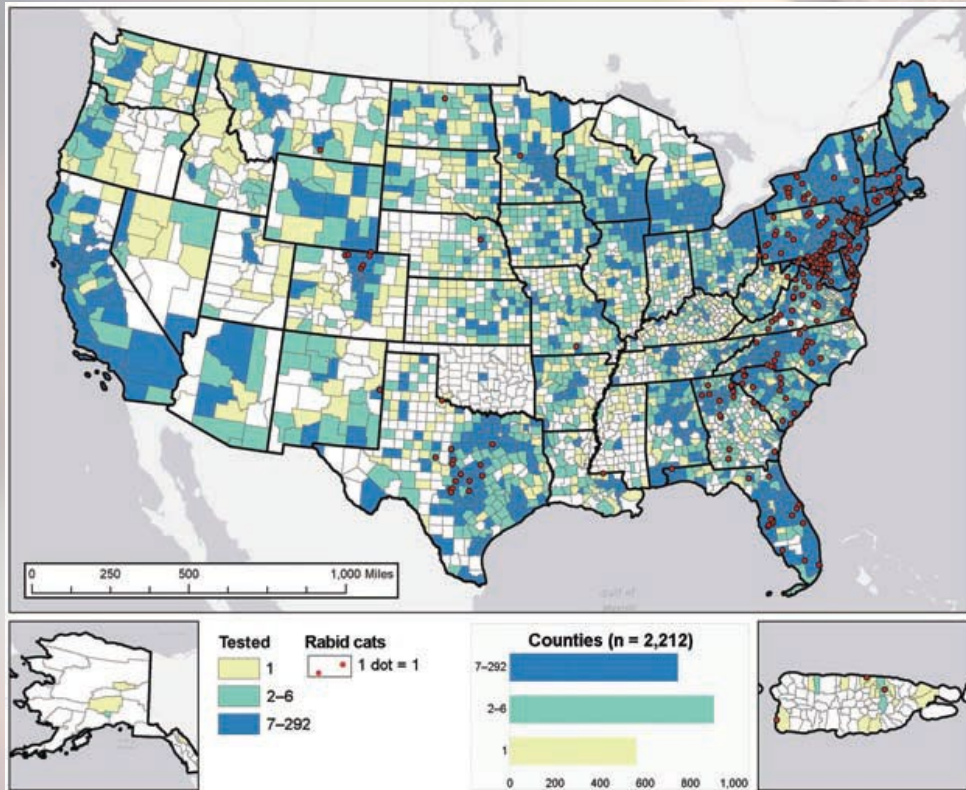 0 250 500 1,000 Miles
Tested
1
2–6
7–292
Rabid cats
1 dot = 1
Counties (n = 2,212)
7–292
2–6
1
0 200 400 600 800 1,000